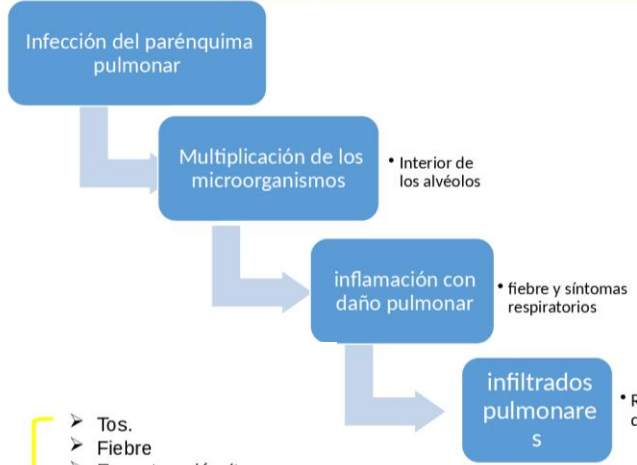 Infección del parénquima
pulmonar
Multiplicación de los
microorganismos
• Interior de
los alvéolos
inflamación con
daño pulmonar
• fiebre y síntomas
respiratorios
infiltrados
pulmonare
s
➤ Tos.
➤ Fiebre